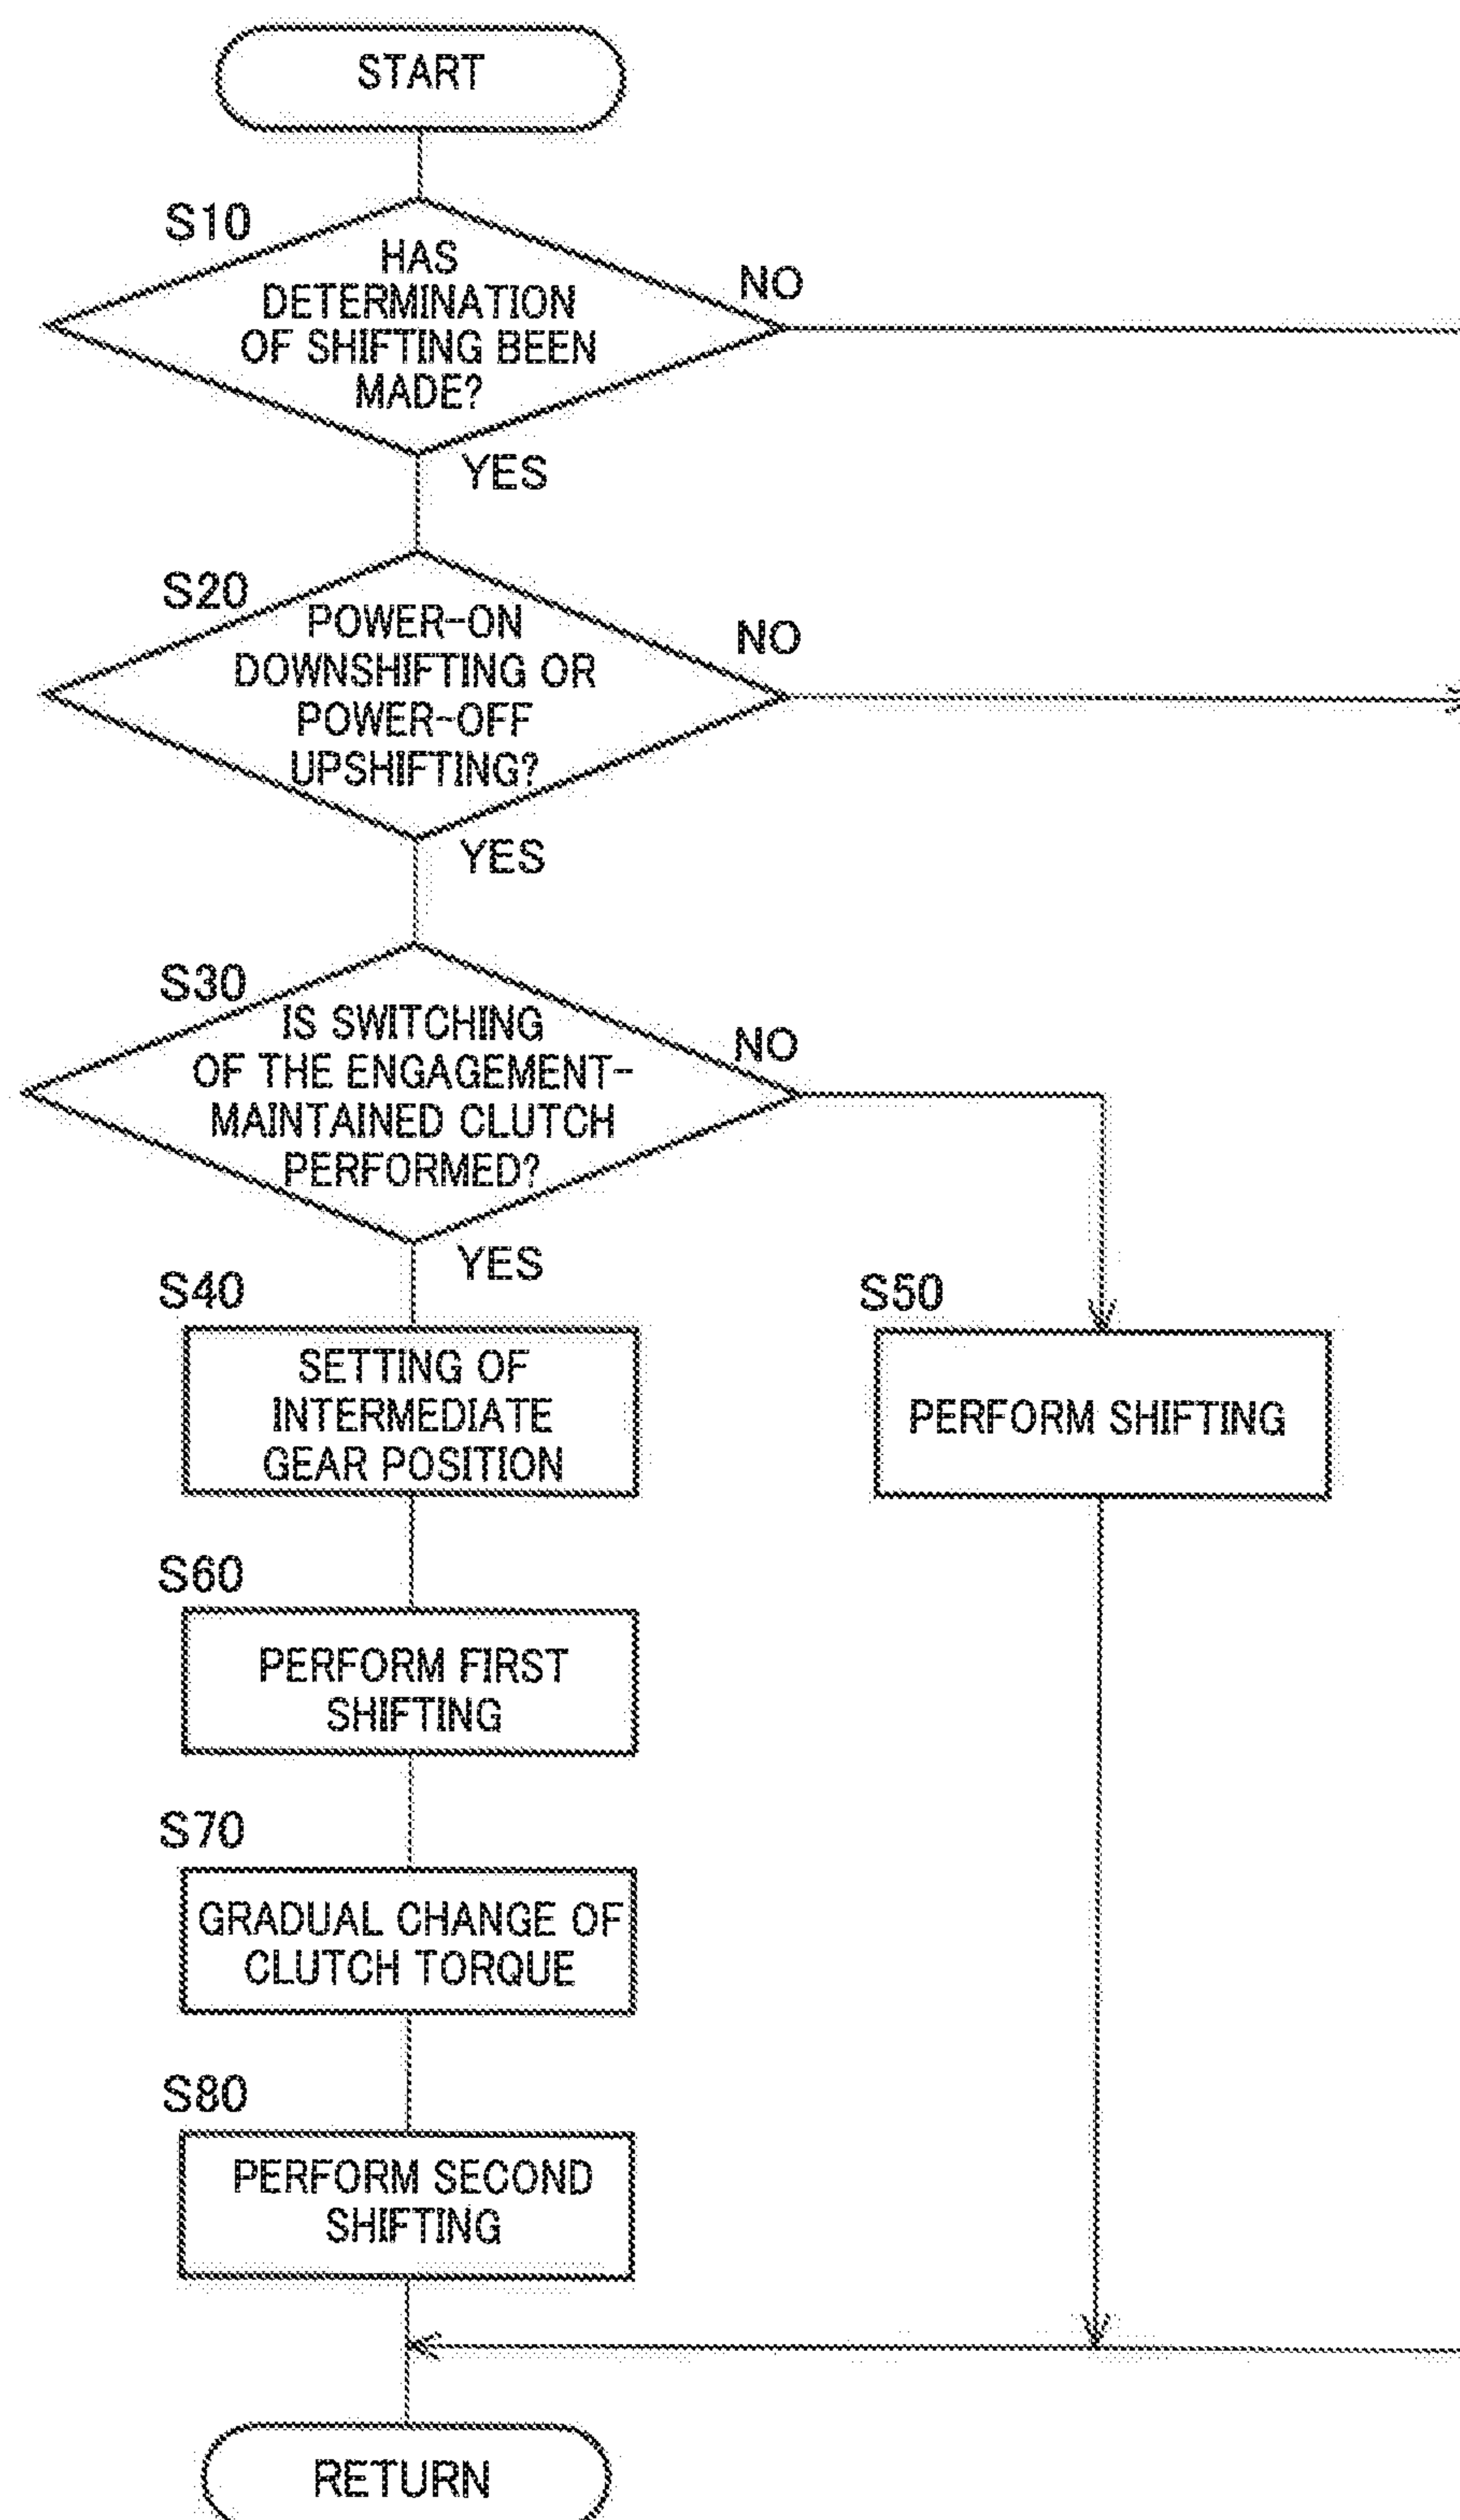 START
S10
HAS
DETERMINATION
OF SHIFTING BEEN
MADE?
NO
YES
S20
POWER-ON
DOWNSHIFTING OR
POWER-OFF
UPSHIFTING?
NO
YES
S30
IS SWITCHING
OF THE ENGAGEMENT-
MAINTAINED CLUTCH
PERFORMED?
NO
YES
S40
SETTING OF
INTERMEDIATE
GEAR POSITION
S50
PERFORM SHIFTING
S60
PERFORM FIRST
SHIFTING
S70
GRADUAL CHANGE OF
CLUTCH TORQUE
S80
PERFORM SECOND
SHIFTING
RETURN